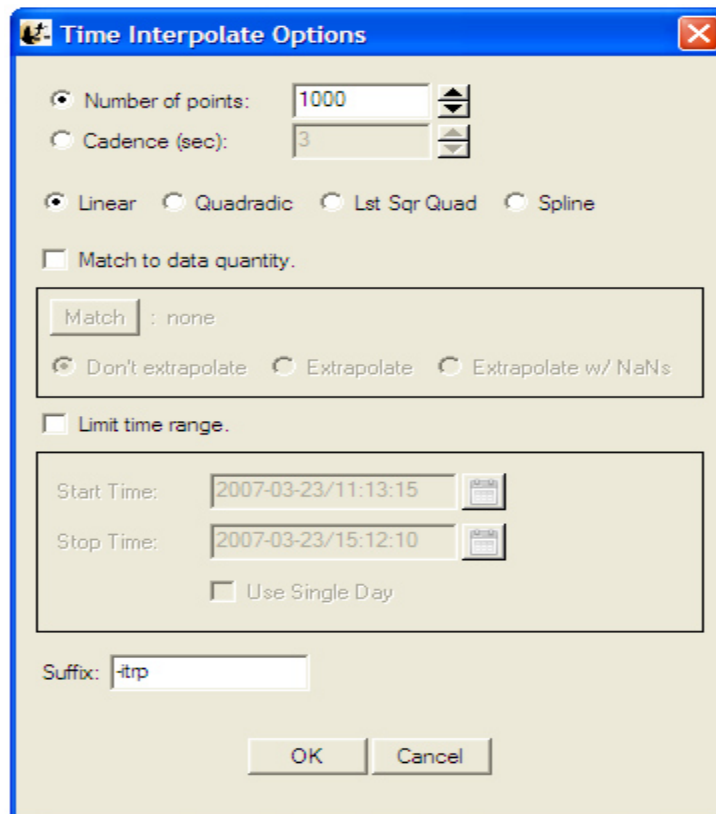 Time Interpolate Options
Number of points: 1000
Cadence (sec): 3
Linear Quadradic Lst Sqr Quad Spline
Match to data quantity.
Match : none
Don't extrapolate Extrapolate Extrapolate w/ NaNs
Limit time range.
Start Time: 2007-03-23/11:13:15
Stop Time: 2007-03-23/15:12:10
Use Single Day
Suffix: -itrp
OK Cancel